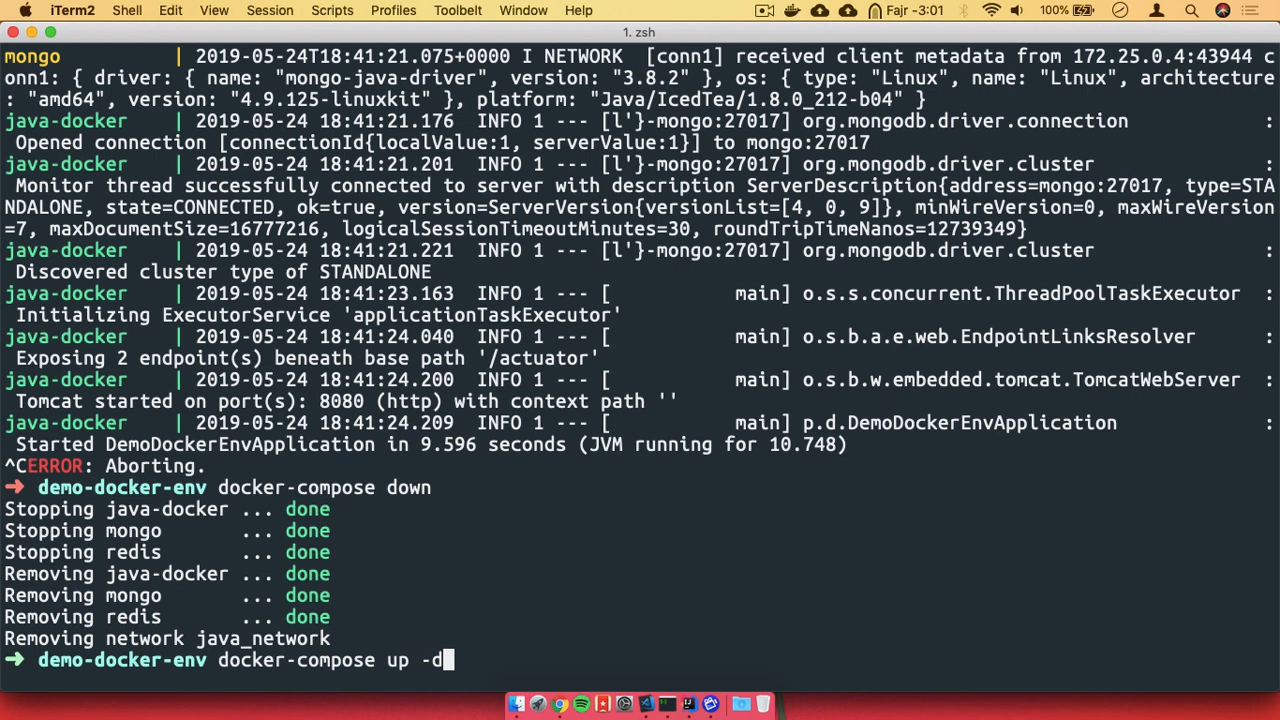 iTerm2 Shell Edit View Session Scripts Profiles Toolbelt Window Help Fajr -3:01 100%
1. zsh
mongo | 2019-05-24T18:41:21.075+0000 I NETWORK [conn1] received client metadata from 172.25.0.4:43944 c
onn1: { driver: { name: "mongo-java-driver", version: "3.8.2" }, os: { type: "Linux", name: "Linux", architecture
: "amd64", version: "4.9.125-linuxkit" }, platform: "Java/IcedTea/1.8.0_212-b04" }
java-docker | 2019-05-24 18:41:21.176 INFO 1 --- [l'}-mongo:27017] org.mongodb.driver.connection :
Opened connection [connectionId{localValue:1, serverValue:1}] to mongo:27017
java-docker | 2019-05-24 18:41:21.201 INFO 1 --- [l'}-mongo:27017] org.mongodb.driver.cluster :
Monitor thread successfully connected to server with description ServerDescription{address=mongo:27017, type=STA
NDALONE, state=CONNECTED, ok=true, version=ServerVersion{versionList=[4, 0, 9]}, minWireVersion=0, maxWireVersion
=7, maxDocumentSize=16777216, logicalSessionTimeoutMinutes=30, roundTripTimeNanos=12739349}
java-docker | 2019-05-24 18:41:21.221 INFO 1 --- [l'}-mongo:27017] org.mongodb.driver.cluster :
Discovered cluster type of STANDALONE
java-docker | 2019-05-24 18:41:23.163 INFO 1 --- [ main] o.s.s.concurrent.ThreadPoolTaskExecutor :
Initializing ExecutorService 'applicationTaskExecutor'
java-docker | 2019-05-24 18:41:24.040 INFO 1 --- [ main] o.s.b.a.e.web.EndpointLinksResolver :
Exposing 2 endpoint(s) beneath base path '/actuator'
java-docker | 2019-05-24 18:41:24.200 INFO 1 --- [ main] o.s.b.w.embedded.tomcat.TomcatWebServer :
Tomcat started on port(s): 8080 (http) with context path ''
java-docker | 2019-05-24 18:41:24.209 INFO 1 --- [ main] p.d.DemoDockerEnvApplication :
Started DemoDockerEnvApplication in 9.596 seconds (JVM running for 10.748)
^CERROR: Aborting.
➜ demo-docker-env docker-compose down
Stopping java-docker ... done
Stopping mongo ... done
Stopping redis ... done
Removing java-docker ... done
Removing mongo ... done
Removing redis ... done
Removing network java_network
➜ demo-docker-env docker-compose up -d